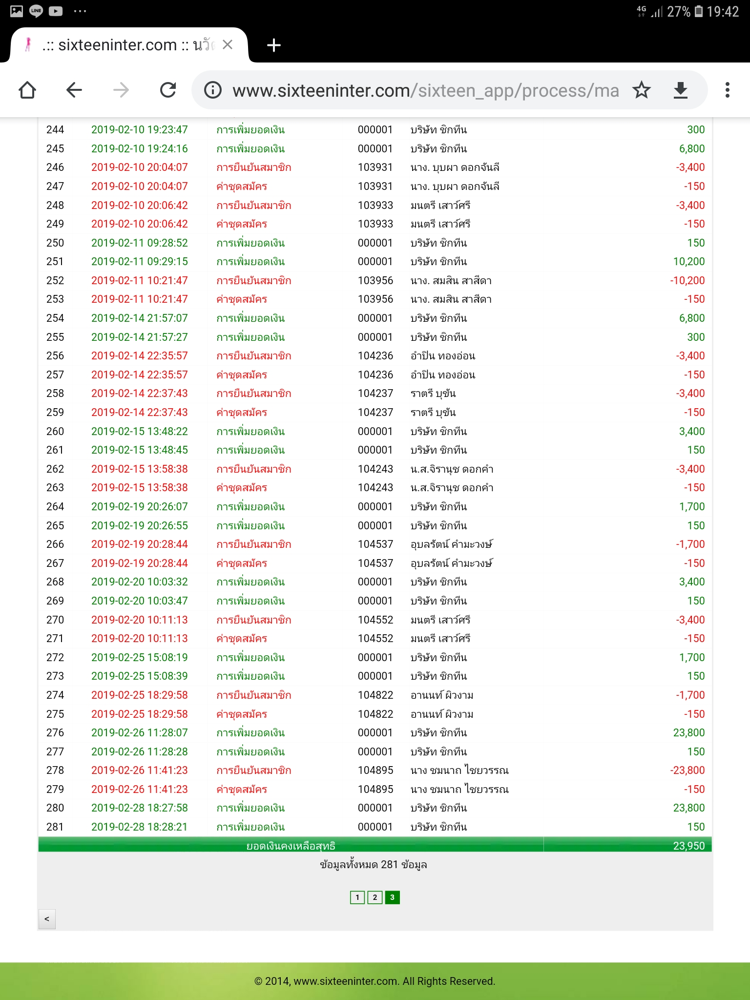 LINE ... 4G 27% 19:42
.:: sixteeninter.com :: นวัต
www.sixteeninter.com/sixteen_app/process/ma
244 2019-02-10 19:23:47 การเพิ่มยอดเงิน 000001 บริษัท ซิกทีน 300
245 2019-02-10 19:24:16 การเพิ่มยอดเงิน 000001 บริษัท ซิกทีน 6,800
246 2019-02-10 20:04:07 การยืนยันสมาชิก 103931 นาง. บุบผา ดอกจันลี -3,400
247 2019-02-10 20:04:07 ค่าชุดสมัคร 103931 นาง. บุบผา ดอกจันลี -150
248 2019-02-10 20:06:42 การยืนยันสมาชิก 103933 มนตรี เสาว์ศรี -3,400
249 2019-02-10 20:06:42 ค่าชุดสมัคร 103933 มนตรี เสาว์ศรี -150
250 2019-02-11 09:28:52 การเพิ่มยอดเงิน 000001 บริษัท ซิกทีน 150
251 2019-02-11 09:29:15 การเพิ่มยอดเงิน 000001 บริษัท ซิกทีน 10,200
252 2019-02-11 10:21:47 การยืนยันสมาชิก 103956 นาง. สมสิน สาสีดา -10,200
253 2019-02-11 10:21:47 ค่าชุดสมัคร 103956 นาง. สมสิน สาสีดา -150
254 2019-02-14 21:57:07 การเพิ่มยอดเงิน 000001 บริษัท ซิกทีน 6,800
255 2019-02-14 21:57:27 การเพิ่มยอดเงิน 000001 บริษัท ซิกทีน 300
256 2019-02-14 22:35:57 การยืนยันสมาชิก 104236 อำปิน ทองอ่อน -3,400
257 2019-02-14 22:35:57 ค่าชุดสมัคร 104236 อำปิน ทองอ่อน -150
258 2019-02-14 22:37:43 การยืนยันสมาชิก 104237 ราตรี บุขัน -3,400
259 2019-02-14 22:37:43 ค่าชุดสมัคร 104237 ราตรี บุขัน -150
260 2019-02-15 13:48:22 การเพิ่มยอดเงิน 000001 บริษัท ซิกทีน 3,400
261 2019-02-15 13:48:45 การเพิ่มยอดเงิน 000001 บริษัท ซิกทีน 150
262 2019-02-15 13:58:38 การยืนยันสมาชิก 104243 น.ส.จิรานุช ดอกคำ -3,400
263 2019-02-15 13:58:38 ค่าชุดสมัคร 104243 น.ส.จิรานุช ดอกคำ -150
264 2019-02-19 20:26:07 การเพิ่มยอดเงิน 000001 บริษัท ซิกทีน 1,700
265 2019-02-19 20:26:55 การเพิ่มยอดเงิน 000001 บริษัท ซิกทีน 150
266 2019-02-19 20:28:44 การยืนยันสมาชิก 104537 อุบลรัตน์ คำมะวงษ์ -1,700
267 2019-02-19 20:28:44 ค่าชุดสมัคร 104537 อุบลรัตน์ คำมะวงษ์ -150
268 2019-02-20 10:03:32 การเพิ่มยอดเงิน 000001 บริษัท ซิกทีน 3,400
269 2019-02-20 10:03:47 การเพิ่มยอดเงิน 000001 บริษัท ซิกทีน 150
270 2019-02-20 10:11:13 การยืนยันสมาชิก 104552 มนตรี เสาว์ศรี -3,400
271 2019-02-20 10:11:13 ค่าชุดสมัคร 104552 มนตรี เสาว์ศรี -150
272 2019-02-25 15:08:19 การเพิ่มยอดเงิน 000001 บริษัท ซิกทีน 1,700
273 2019-02-25 15:08:39 การเพิ่มยอดเงิน 000001 บริษัท ซิกทีน 150
274 2019-02-25 18:29:58 การยืนยันสมาชิก 104822 อานนท์ ผิวงาม -1,700
275 2019-02-25 18:29:58 ค่าชุดสมัคร 104822 อานนท์ ผิวงาม -150
276 2019-02-26 11:28:07 การเพิ่มยอดเงิน 000001 บริษัท ซิกทีน 23,800
277 2019-02-26 11:28:28 การเพิ่มยอดเงิน 000001 บริษัท ซิกทีน 150
278 2019-02-26 11:41:23 การยืนยันสมาชิก 104895 นาง ชมนาถ ไชยวรรณ -23,800
279 2019-02-26 11:41:23 ค่าชุดสมัคร 104895 นาง ชมนาถ ไชยวรรณ -150
280 2019-02-28 18:27:58 การเพิ่มยอดเงิน 000001 บริษัท ซิกทีน 23,800
281 2019-02-28 18:28:21 การเพิ่มยอดเงิน 000001 บริษัท ซิกทีน 150
ยอดเงินคงเหลือสุทธิ 23,950
ข้อมูลทั้งหมด 281 ข้อมูล
1 2 3
<
© 2014, www.sixteeninter.com. All Rights Reserved.